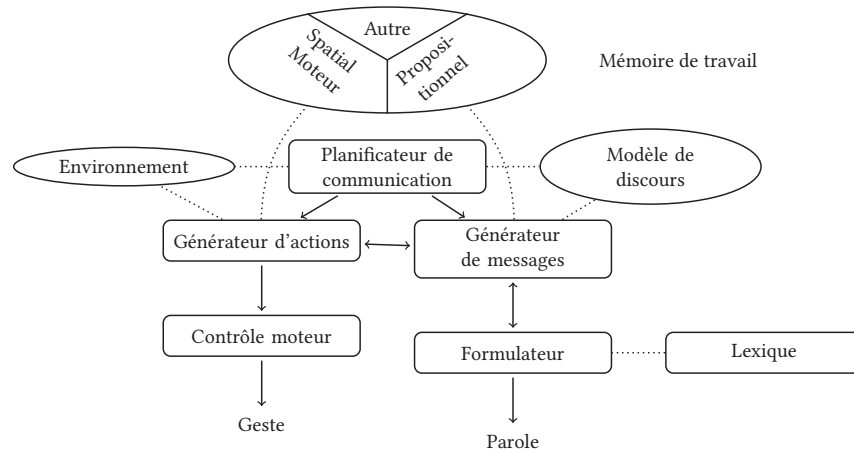 Autre
Spatial
Moteur
Proposi-
tionnel
Mémoire de travail
Environnement
Planificateur de
communication
Modèle de
discours
Générateur d'actions
Générateur
de messages
Contrôle moteur
Formulateur
Lexique
Geste
Parole